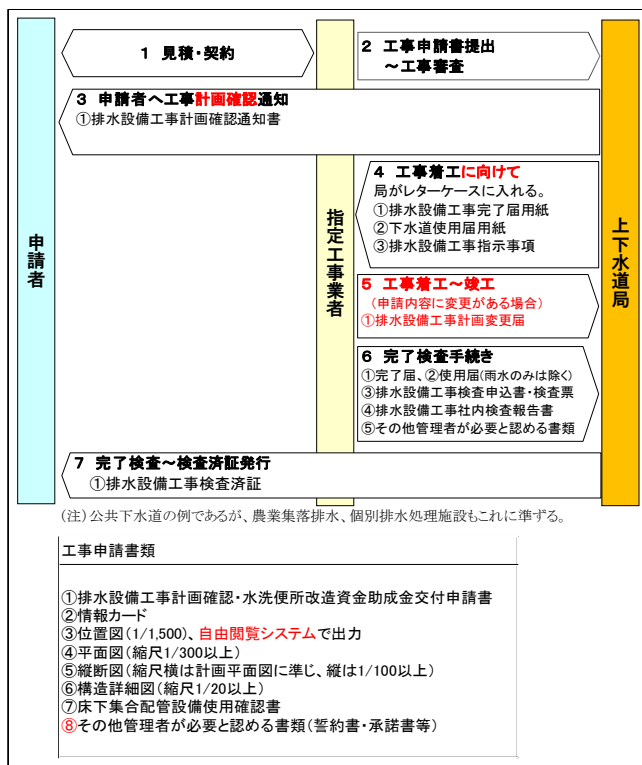 1 見積・契約
2 工事申請書提出
～工事審査
3 申請者へ工事計画確認通知
①排水設備工事計画確認通知書
4 工事着工に向けて
局がレターケースに入れる。
①排水設備工事完了届用紙
②下水道使用届用紙
③排水設備工事指示事項
申請者
指定工事業者
上下水道局
5 工事着工～竣工
(申請内容に変更がある場合)
①排水設備工事計画変更届
6 完了検査手続き
①完了届、②使用届(雨水のみは除く)
③排水設備工事検査申込書・検査票
④排水設備工事社内検査報告書
⑤その他管理者が必要と認める書類
7 完了検査～検査済証発行
①排水設備工事検査済証
(注)公共下水道の例であるが、農業集落排水、個別排水処理施設もこれに準ずる。
工事申請書類
①排水設備工事計画確認・水洗便所改造資金助成金交付申請書
②情報カード
③位置図(1/1,500)、自由閲覧システムで出力
④平面図(縮尺1/300以上)
⑤縦断図(縮尺横は計画平面図に準じ、縦は1/100以上)
⑥構造詳細図(縮尺1/20以上)
⑦床下集合配管設備使用確認書
⑧その他管理者が必要と認める書類(誓約書・承諾書等)